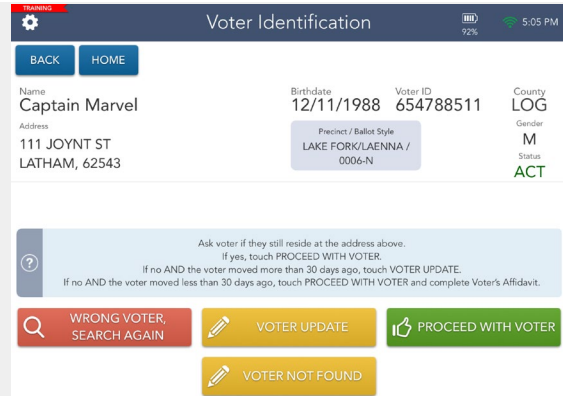 TRAINING
Voter Identification
92%
5:05 PM
BACK
HOME
Name
Captain Marvel
Birthdate
12/11/1988
Voter ID
654788511
County
LOG
Address
111 JOYNT ST
LATHAM, 62543
Precinct / Ballot Style
LAKE FORK/LAENNA /
0006-N
Gender
M
Status
ACT
?
Ask voter if they still reside at the address above.
If yes, touch PROCEED WITH VOTER.
If no AND the voter moved more than 30 days ago, touch VOTER UPDATE.
If no AND the voter moved less than 30 days ago, touch PROCEED WITH VOTER and complete Voter's Affidavit.
WRONG VOTER,
SEARCH AGAIN
VOTER UPDATE
PROCEED WITH VOTER
VOTER NOT FOUND